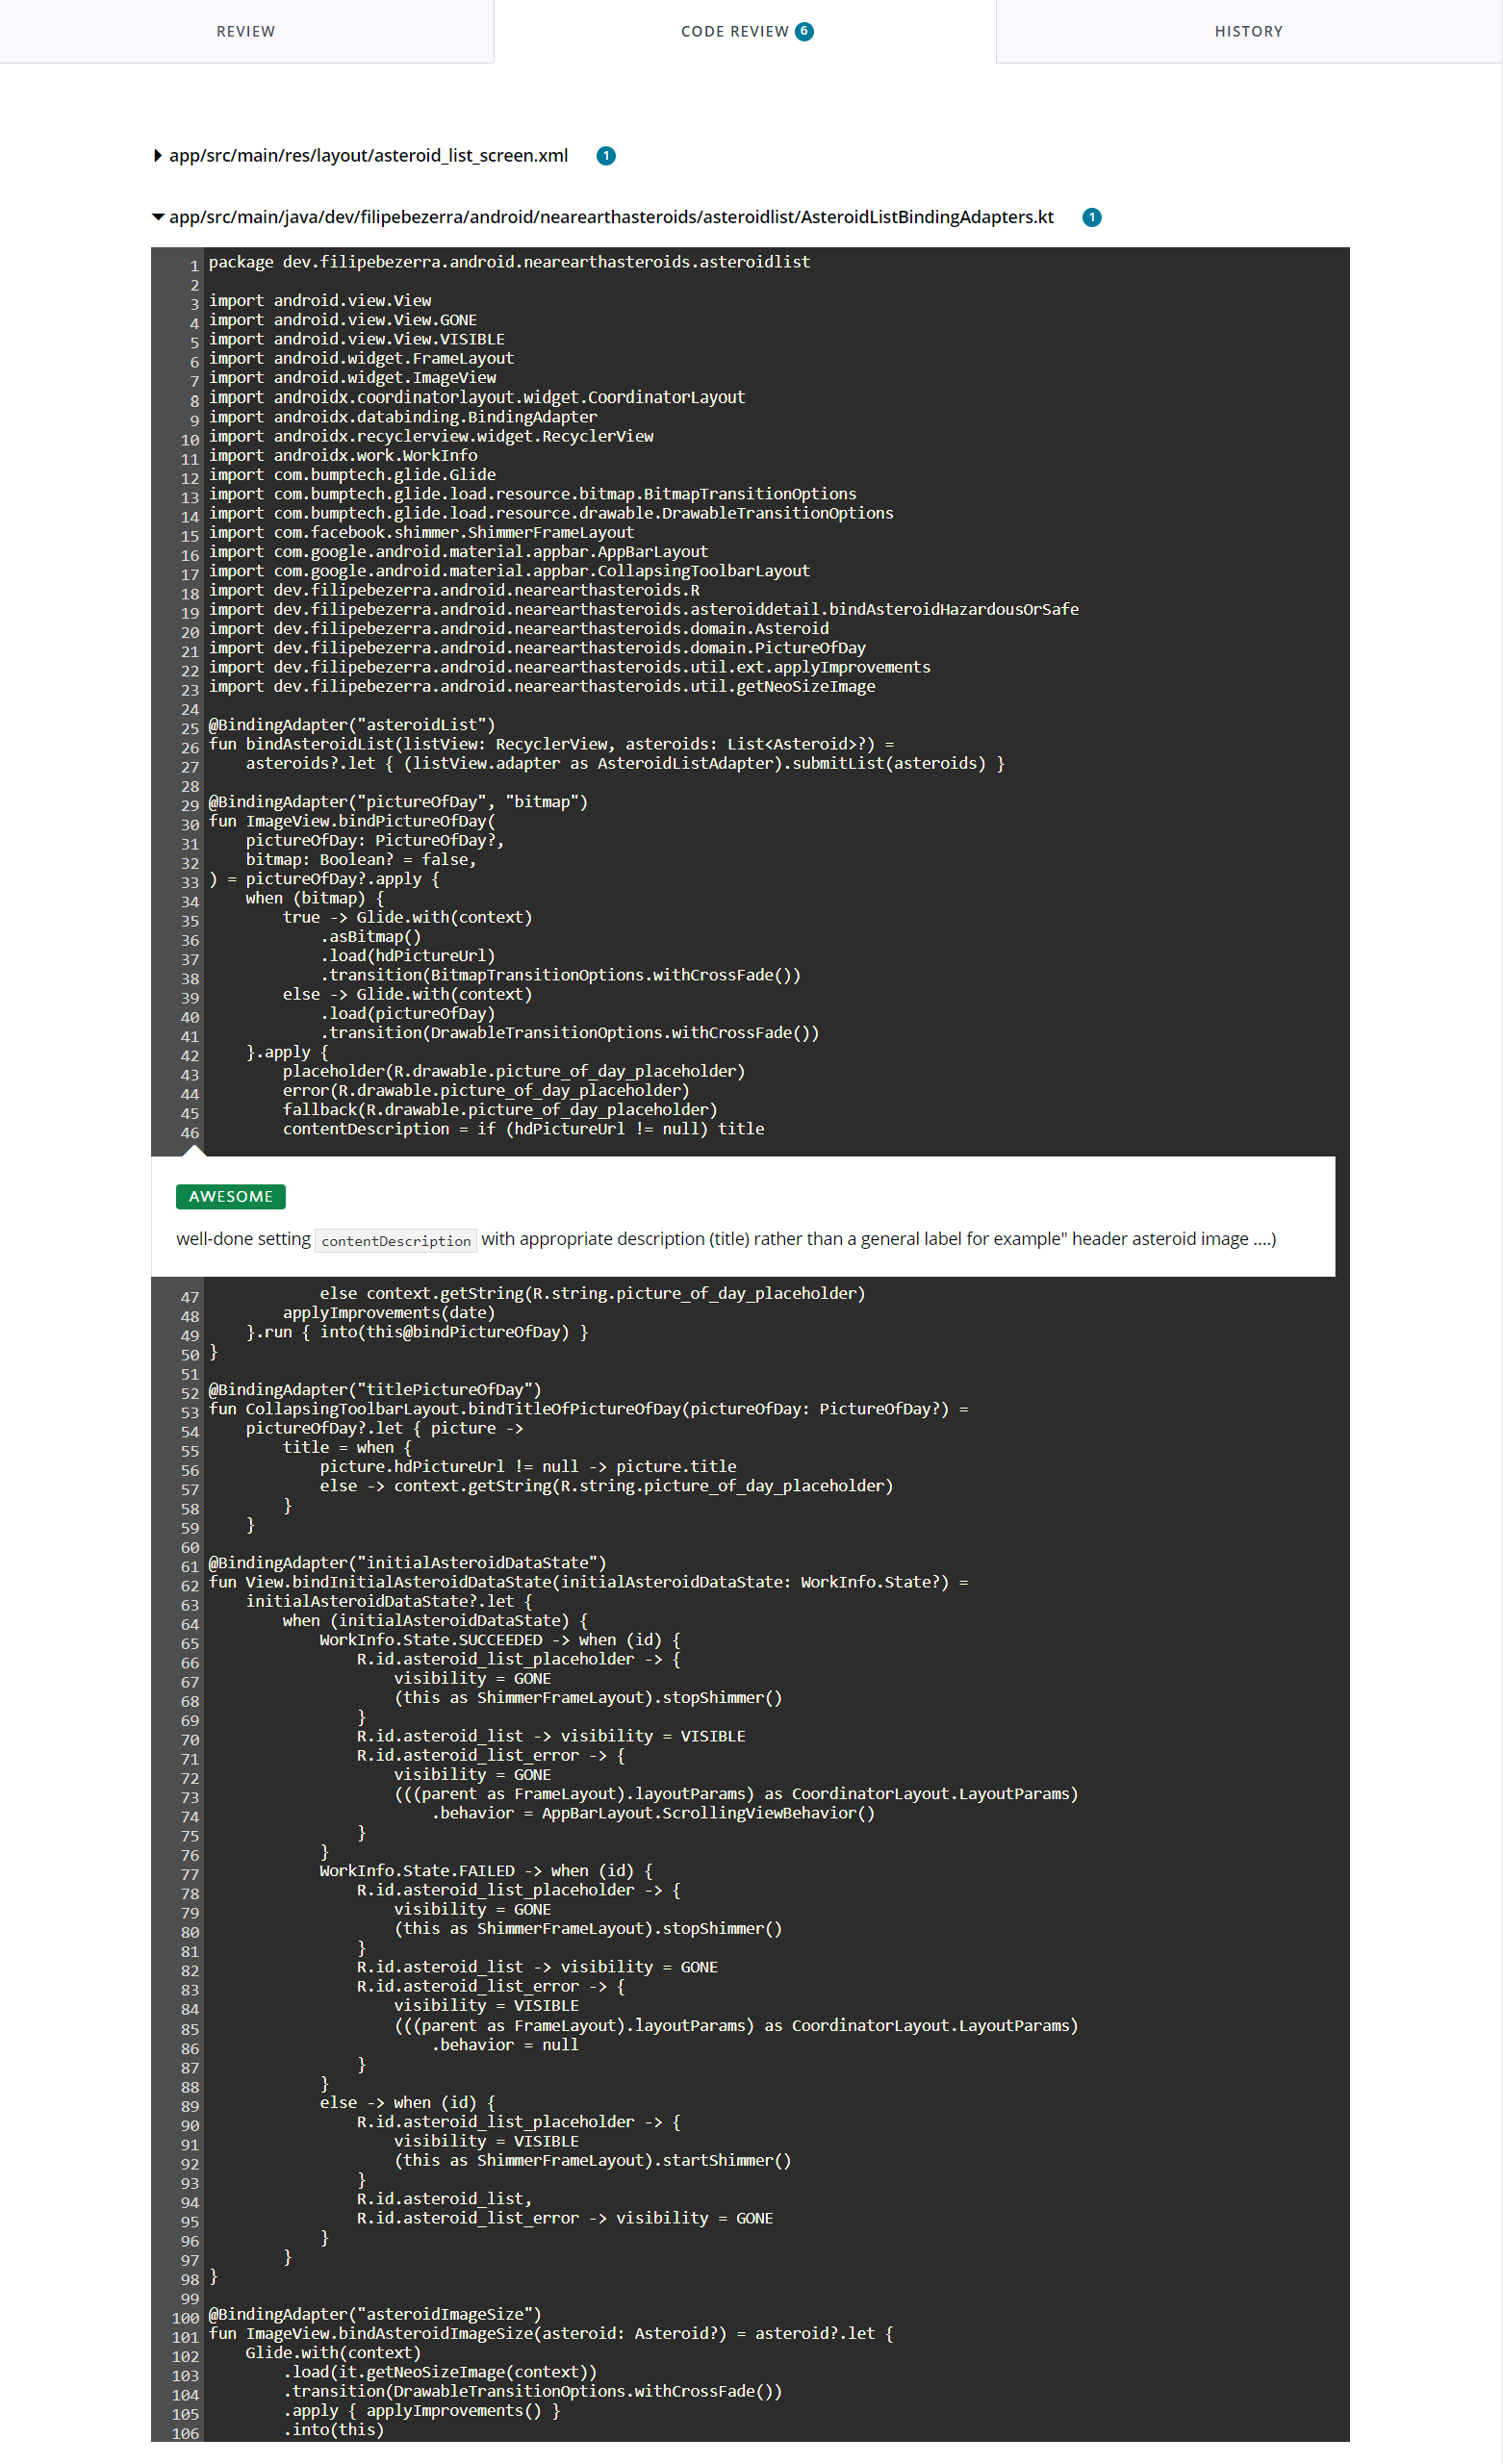 REVIEW
CODE REVIEW 6
HISTORY
app/src/main/res/layout/asteroid_list_screen.xml 1
app/src/main/java/dev/filipebezerra/android/nearearthasteroids/asteroidlist/AsteroidListBindingAdapters.kt 1
1 package dev.filipebezerra.android.nearearthasteroids.asteroidlist
2
3 import android.view.View
4 import android.view.View.GONE
5 import android.view.View.VISIBLE
6 import android.widget.FrameLayout
7 import android.widget.ImageView
8 import androidx.coordinatorlayout.widget.CoordinatorLayout
9 import androidx.databinding.BindingAdapter
10 import androidx.recyclerview.widget.RecyclerView
11 import androidx.work.WorkInfo
12 import com.bumptech.glide.Glide
13 import com.bumptech.glide.load.resource.bitmap.BitmapTransitionOptions
14 import com.bumptech.glide.load.resource.drawable.DrawableTransitionOptions
15 import com.facebook.shimmer.ShimmerFrameLayout
16 import com.google.android.material.appbar.AppBarLayout
17 import com.google.android.material.appbar.CollapsingToolbarLayout
18 import dev.filipebezerra.android.nearearthasteroids.R
19 import dev.filipebezerra.android.nearearthasteroids.asteroiddetail.bindAsteroidHazardousOrSafe
20 import dev.filipebezerra.android.nearearthasteroids.domain.Asteroid
21 import dev.filipebezerra.android.nearearthasteroids.domain.PictureOfDay
22 import dev.filipebezerra.android.nearearthasteroids.util.ext.applyImprovements
23 import dev.filipebezerra.android.nearearthasteroids.util.getNeoSizeImage
24
25 @BindingAdapter("asteroidList")
26 fun bindAsteroidList(listView: RecyclerView, asteroids: List<Asteroid>?) =
27     asteroids?.let { (listView.adapter as AsteroidListAdapter).submitList(asteroids) }
28
29 @BindingAdapter("pictureOfDay", "bitmap")
30 fun ImageView.bindPictureOfDay(
31     pictureOfDay: PictureOfDay?,
32     bitmap: Boolean? = false,
33 ) = pictureOfDay?.apply {
34     when (bitmap) {
35         true -> Glide.with(context)
36             .asBitmap()
37             .load(hdPictureUrl)
38             .transition(BitmapTransitionOptions.withCrossFade())
39         else -> Glide.with(context)
40             .load(pictureOfDay)
41             .transition(DrawableTransitionOptions.withCrossFade())
42     }.apply {
43         placeholder(R.drawable.picture_of_day_placeholder)
44         error(R.drawable.picture_of_day_placeholder)
45         fallback(R.drawable.picture_of_day_placeholder)
46         contentDescription = if (hdPictureUrl != null) title
AWESOME
well-done setting contentDescription with appropriate description (title) rather than a general label for example" header asteroid image ....)
47             else context.getString(R.string.picture_of_day_placeholder)
48         applyImprovements(date)
49     }.run { into(this@bindPictureOfDay) }
50 }
51
52 @BindingAdapter("titlePictureOfDay")
53 fun CollapsingToolbarLayout.bindTitleOfPictureOfDay(pictureOfDay: PictureOfDay?) =
54     pictureOfDay?.let { picture ->
55         title = when {
56             picture.hdPictureUrl != null -> picture.title
57             else -> context.getString(R.string.picture_of_day_placeholder)
58         }
59     }
60
61 @BindingAdapter("initialAsteroidDataState")
62 fun View.bindInitialAsteroidDataState(initialAsteroidDataState: WorkInfo.State?) =
63     initialAsteroidDataState?.let {
64         when (initialAsteroidDataState) {
65             WorkInfo.State.SUCCEEDED -> when (id) {
66                 R.id.asteroid_list_placeholder -> {
67                     visibility = GONE
68                     (this as ShimmerFrameLayout).stopShimmer()
69                 }
70                 R.id.asteroid_list -> visibility = VISIBLE
71                 R.id.asteroid_list_error -> {
72                     visibility = GONE
73                     (((parent as FrameLayout).layoutParams) as CoordinatorLayout.LayoutParams)
74                         .behavior = AppBarLayout.ScrollingViewBehavior()
75                 }
76             }
77             WorkInfo.State.FAILED -> when (id) {
78                 R.id.asteroid_list_placeholder -> {
79                     visibility = GONE
80                     (this as ShimmerFrameLayout).stopShimmer()
81                 }
82                 R.id.asteroid_list -> visibility = GONE
83                 R.id.asteroid_list_error -> {
84                     visibility = VISIBLE
85                     (((parent as FrameLayout).layoutParams) as CoordinatorLayout.LayoutParams)
86                         .behavior = null
87                 }
88             }
89             else -> when (id) {
90                 R.id.asteroid_list_placeholder -> {
91                     visibility = VISIBLE
92                     (this as ShimmerFrameLayout).startShimmer()
93                 }
94                 R.id.asteroid_list,
95                 R.id.asteroid_list_error -> visibility = GONE
96             }
97         }
98 }
99
100 @BindingAdapter("asteroidImageSize")
101 fun ImageView.bindAsteroidImageSize(asteroid: Asteroid?) = asteroid?.let {
102     Glide.with(context)
103         .load(it.getNeoSizeImage(context))
104         .transition(DrawableTransitionOptions.withCrossFade())
105         .apply { applyImprovements() }
106         .into(this)